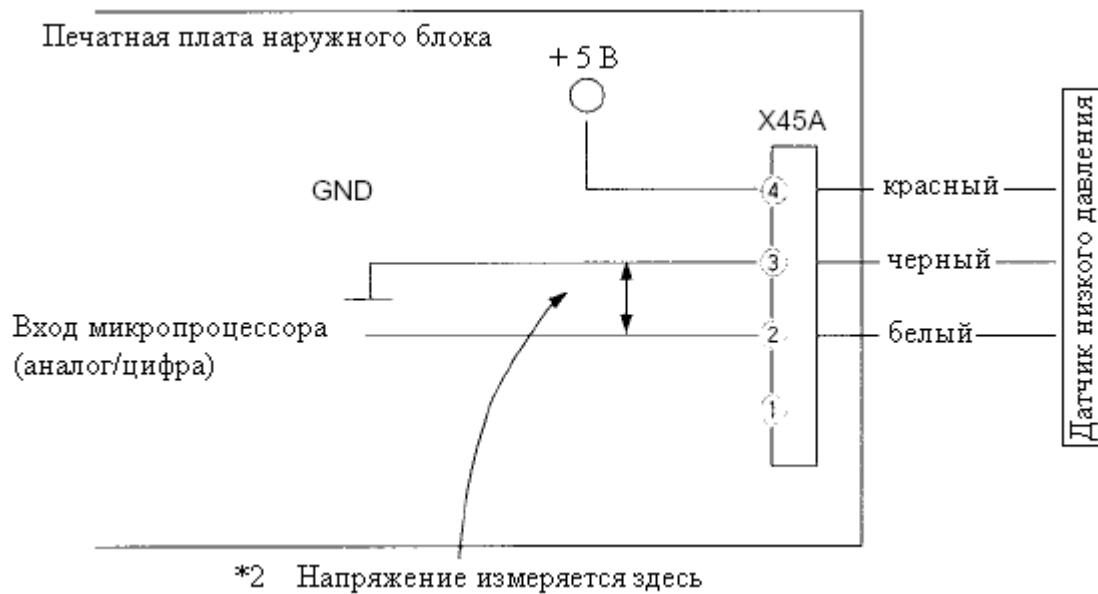 Печатная плата наружного блока
+ 5 В
X45A
GND
4
красный
3
черный
Вход микропроцессора
(аналог/цифра)
2
белый
1
Датчик низкого давления
*2 Напряжение измеряется здесь